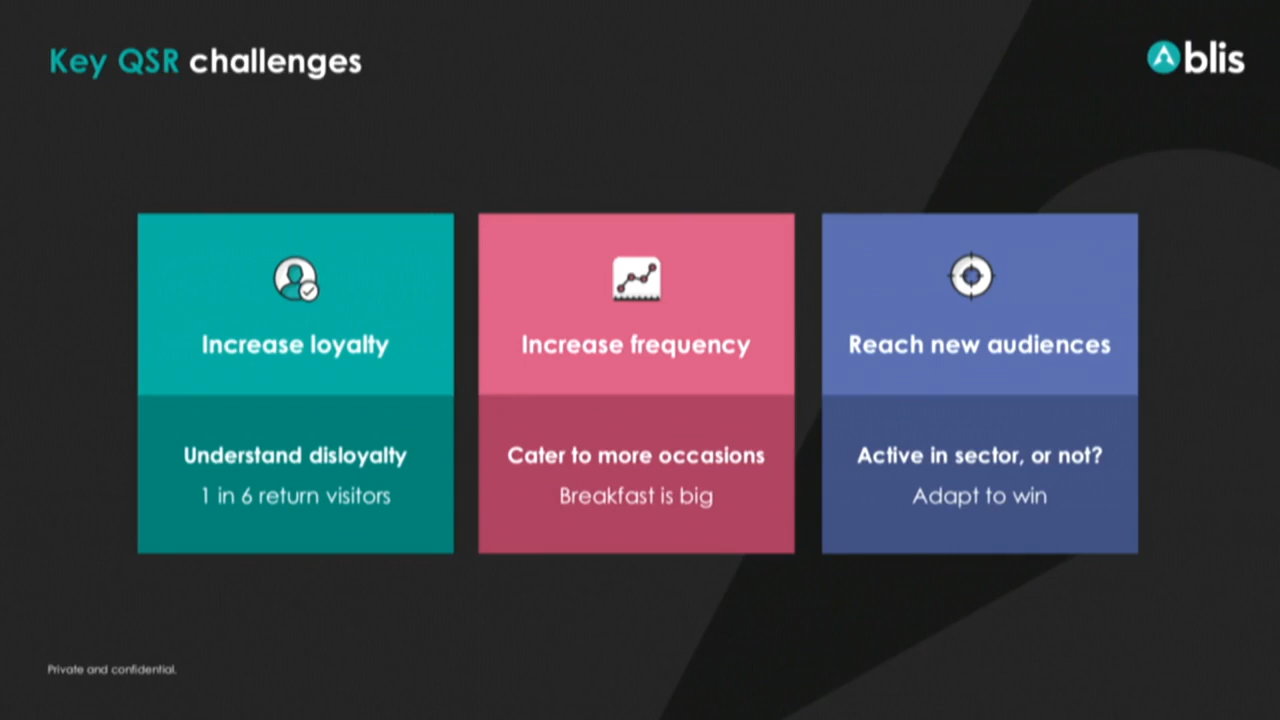 Key QSR challenges
blis
Increase loyalty
Understand disloyalty
1 in 6 return visitors
Increase frequency
Cater to more occasions
Breakfast is big
Reach new audiences
Active in sector, or not?
Adapt to win
Private and confidential.